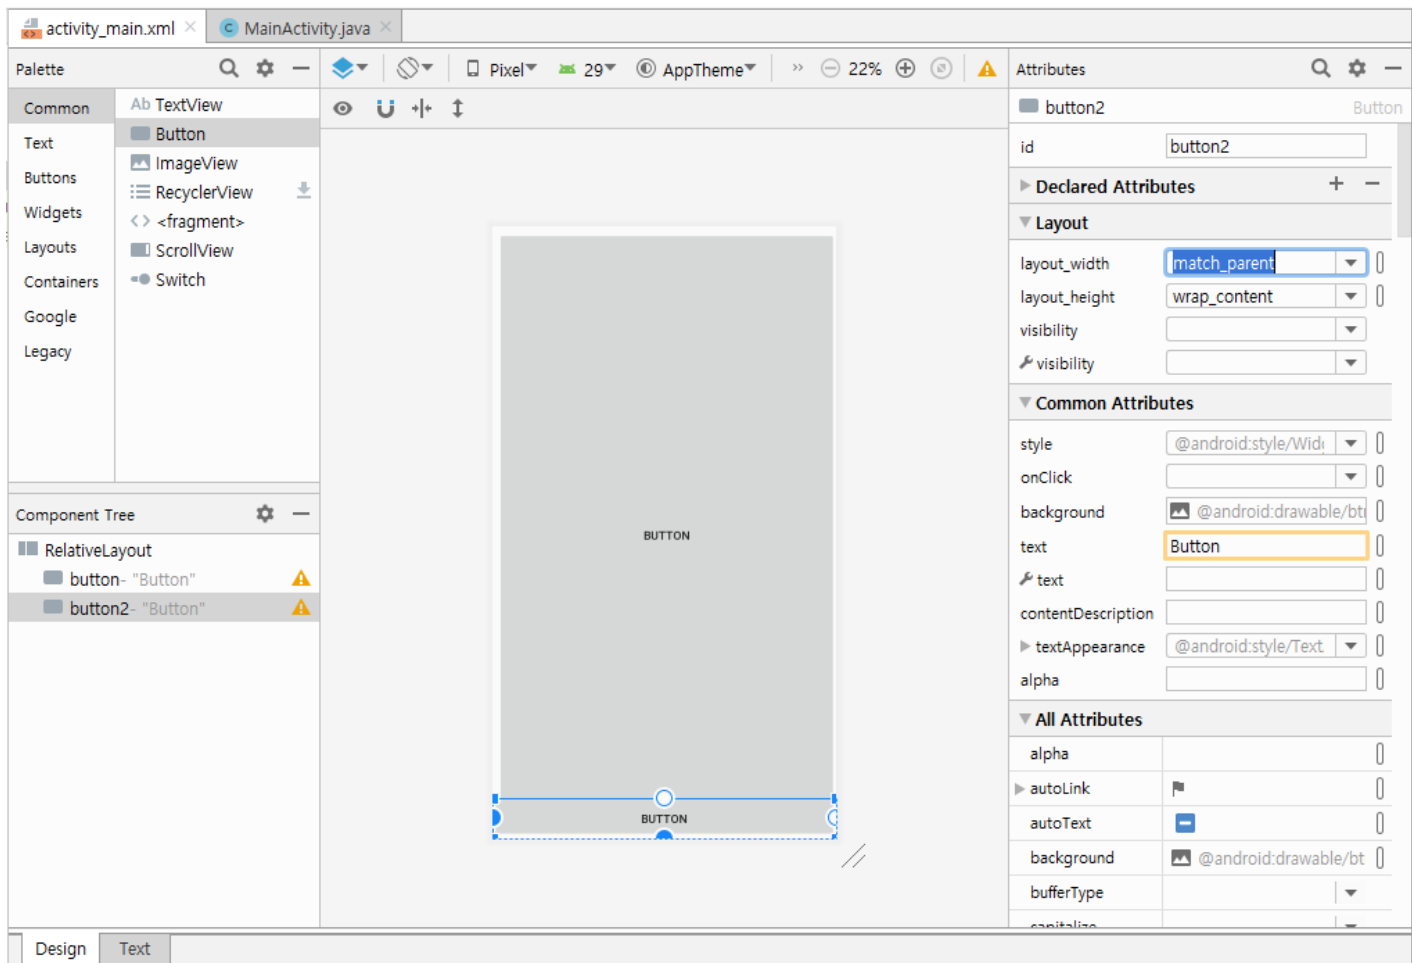 activity_main.xml
MainActivity.java
Palette
Common
Text
Buttons
Widgets
Layouts
Containers
Google
Legacy
Ab TextView
Button
ImageView
RecyclerView
<fragment>
ScrollView
Switch
Component Tree
RelativeLayout
button- "Button"
button2- "Button"
Pixel
29
AppTheme
22%
BUTTON
BUTTON
Attributes
button2 Button
id button2
Declared Attributes
Layout
layout_width match_parent
layout_height wrap_content
visibility
visibility
Common Attributes
style @android:style/Wid
onClick
background @android:drawable/bt
text Button
text
contentDescription
textAppearance @android:style/Text
alpha
All Attributes
alpha
autoLink
autoText
background @android:drawable/bt
bufferType
capitalize
Design Text